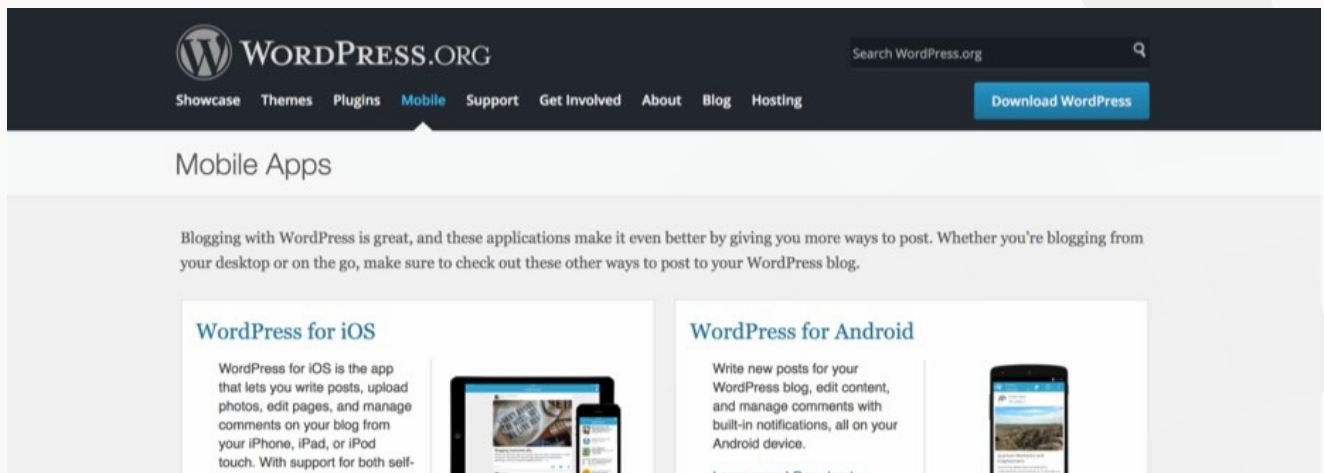 WORDPRESS.ORG
Search WordPress.org
Showcase Themes Plugins Mobile Support Get Involved About Blog Hosting
Download WordPress
Mobile Apps
Blogging with WordPress is great, and these applications make it even better by giving you more ways to post. Whether you're blogging from
your desktop or on the go, make sure to check out these other ways to post to your WordPress blog.
WordPress for iOS
WordPress for iOS is the app
that lets you write posts, upload
photos, edit pages, and manage
comments on your blog from
your iPhone, iPad, or iPod
touch. With support for both self-
WordPress for Android
Write new posts for your
WordPress blog, edit content,
and manage comments with
built-in notifications, all on your
Android device.